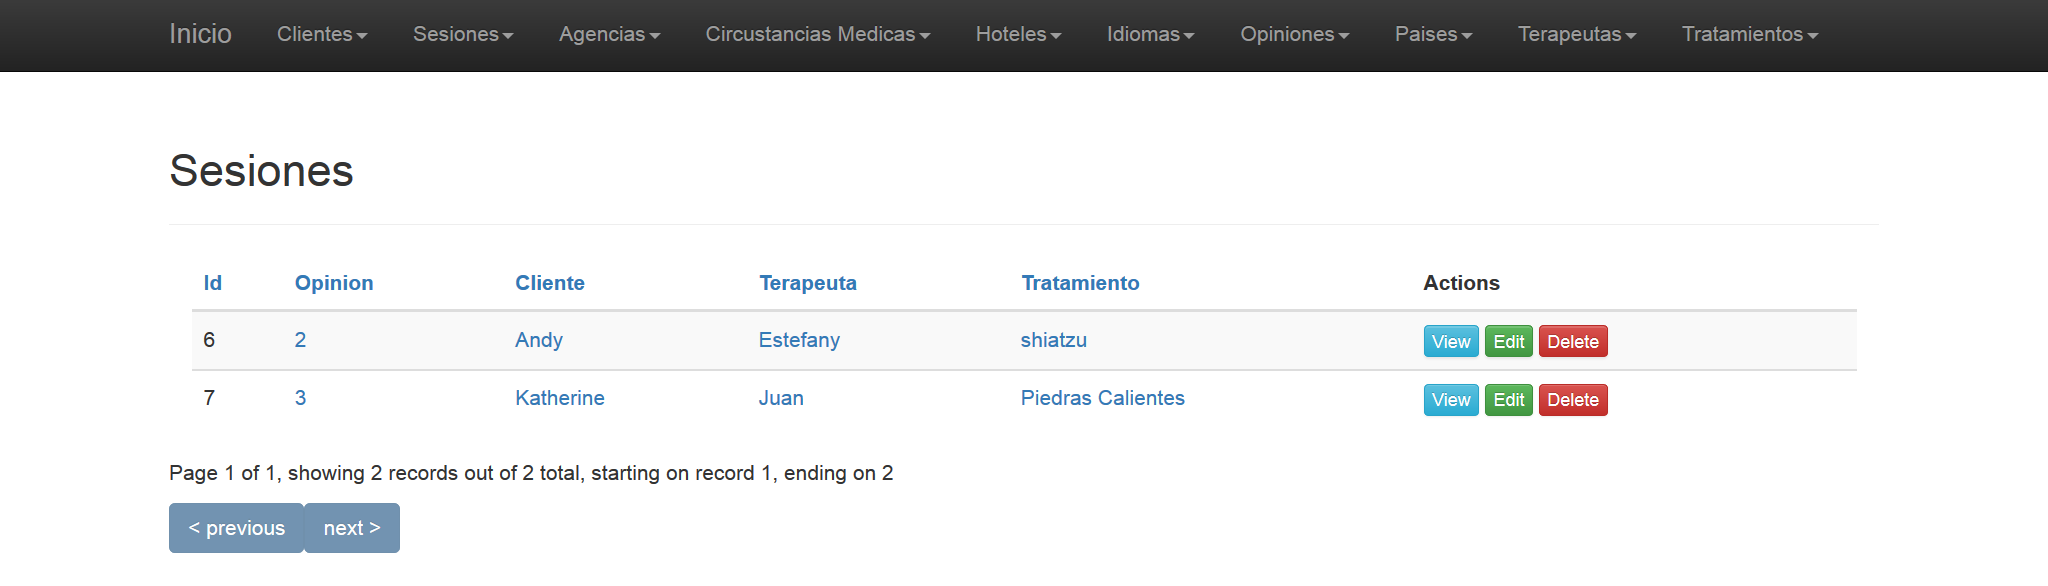 Inicio Clientes Sesiones Agencias Circustancias Medicas Hoteles Idiomas Opiniones Paises Terapeutas Tratamientos
Sesiones
Id Opinion Cliente Terapeuta Tratamiento Actions
6 2 Andy Estefany shiatzu View Edit Delete
7 3 Katherine Juan Piedras Calientes View Edit Delete
Page 1 of 1, showing 2 records out of 2 total, starting on record 1, ending on 2
< previous next >